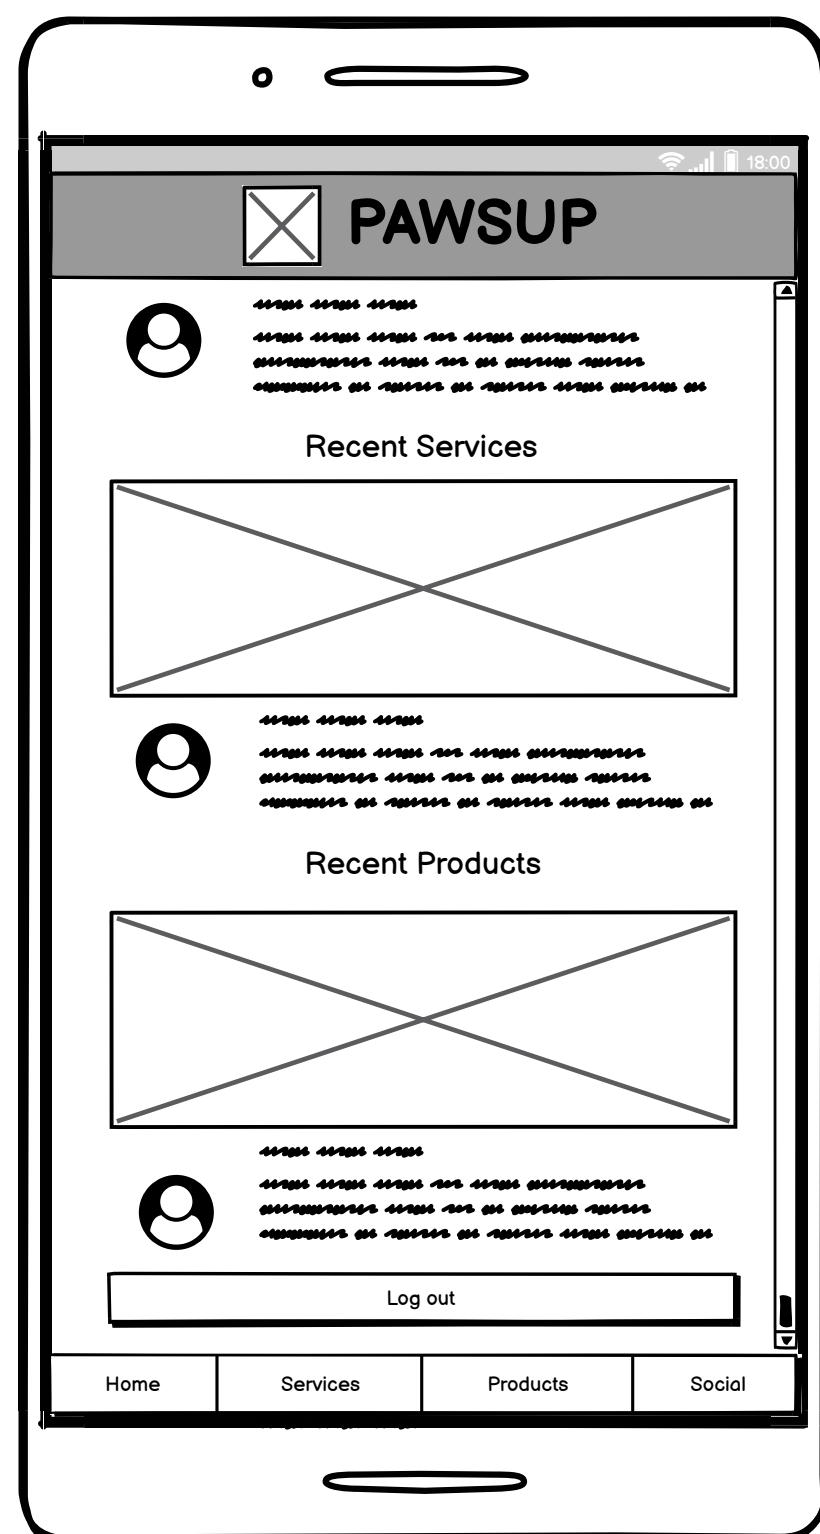 18:00
PAWSUP
Recent Services
Recent Products
Log out
Home Services Products Social